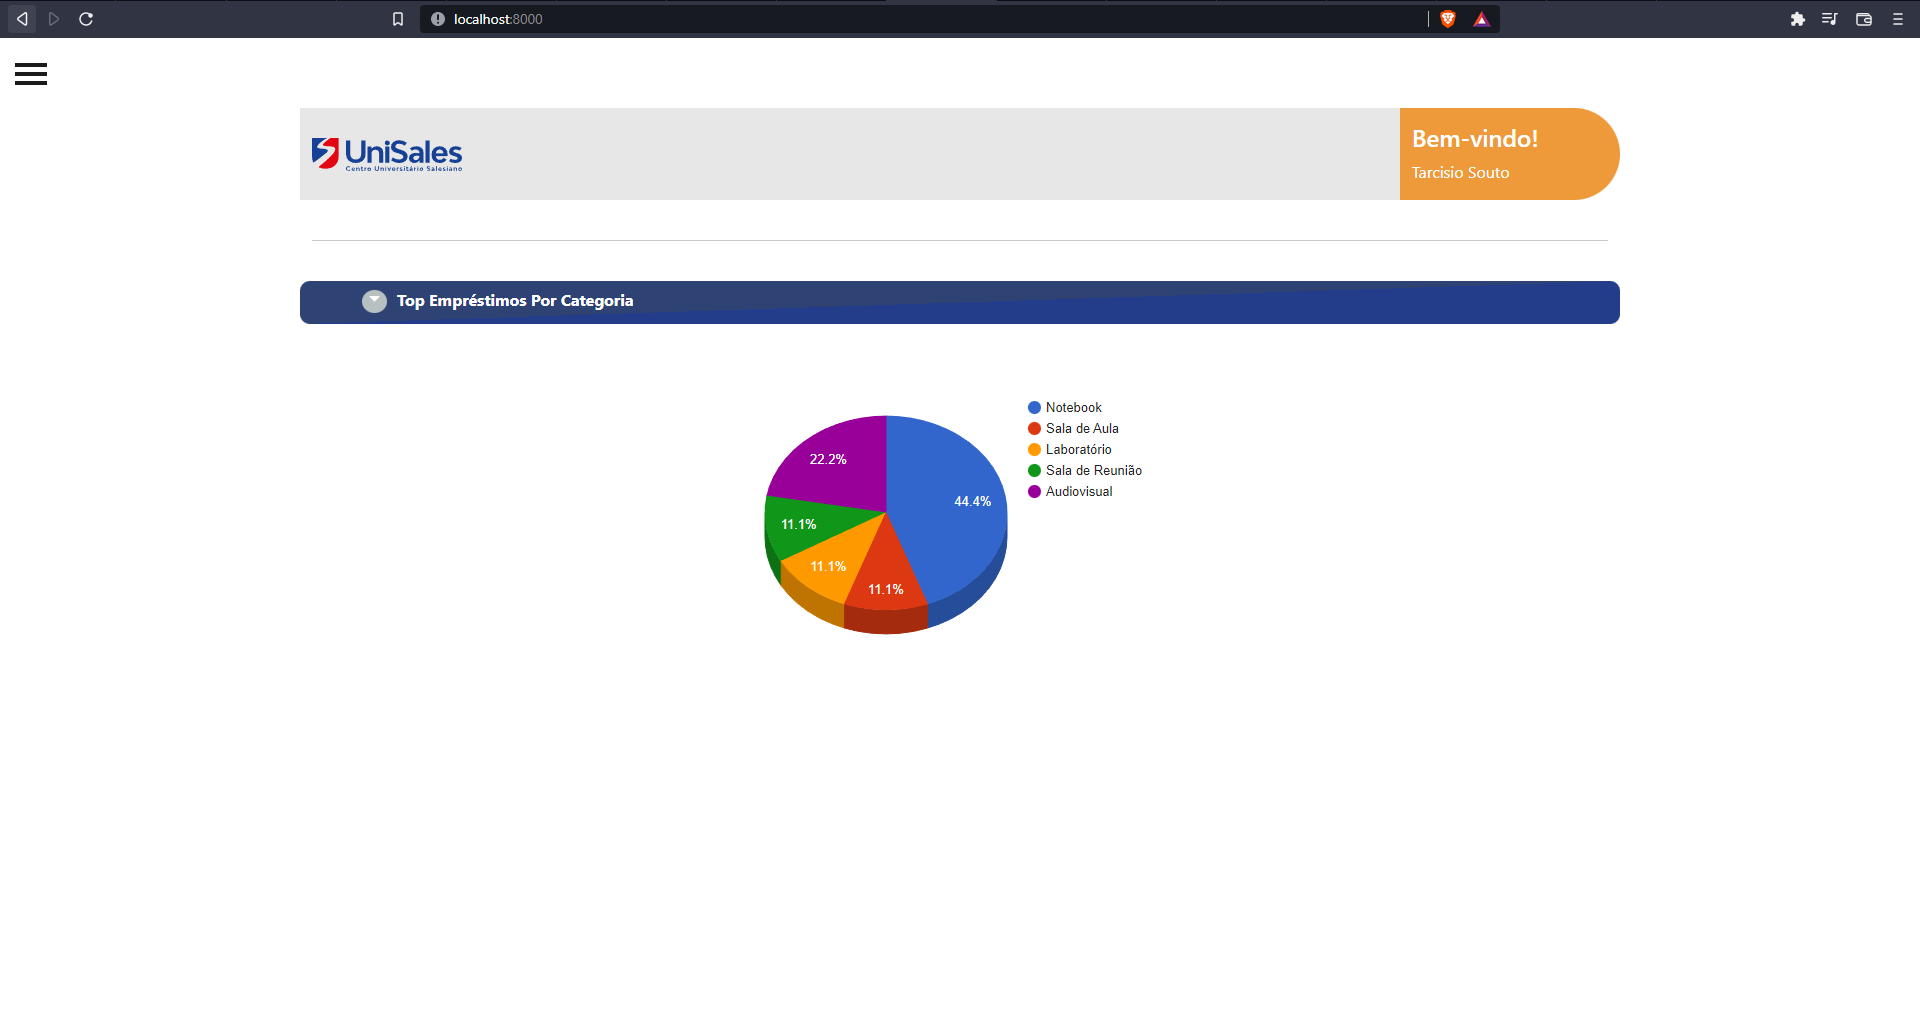 localhost:8000
UniSales
Centro Universitário Salesiano
Bem-vindo!
Tarcisio Souto
Top Empréstimos Por Categoria
Notebook
Sala de Aula
Laboratório
Sala de Reunião
Audiovisual
22.2%
44.4%
11.1%
11.1%
11.1%